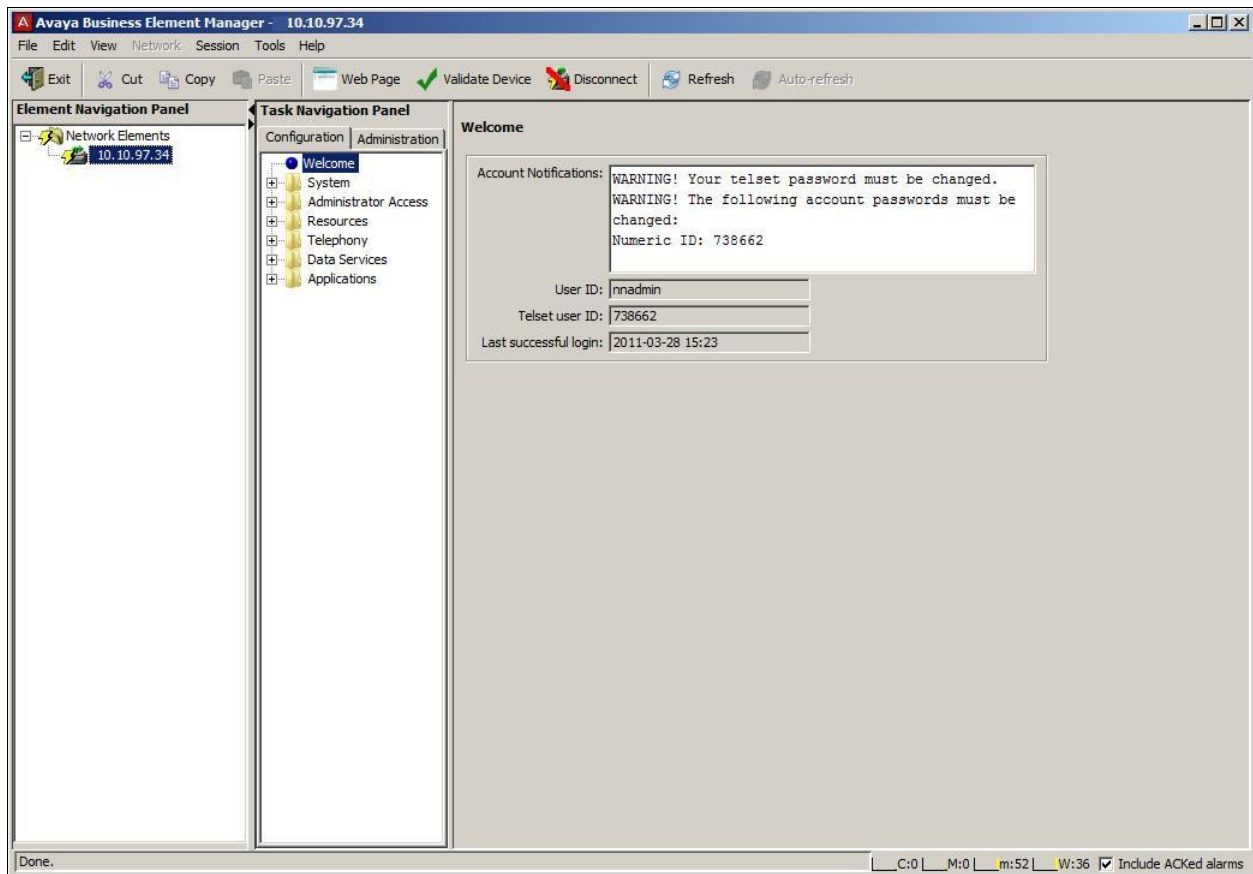 Avaya Business Element Manager - 10.10.97.34
File Edit View Network Session Tools Help
Exit Cut Copy Paste Web Page Validate Device Disconnect Refresh Auto-refresh
Element Navigation Panel
Network Elements
10.10.97.34
Task Navigation Panel
Configuration Administration
Welcome
System
Administrator Access
Resources
Telephony
Data Services
Applications
Welcome
Account Notifications:
WARNING! Your telset password must be changed.
WARNING! The following account passwords must be
changed:
Numeric ID: 738662
User ID: nnadmin
Telset user ID: 738662
Last successful login: 2011-03-28 15:23
Done.
C:0 M:0 m:52 W:36 Include ACKed alarms